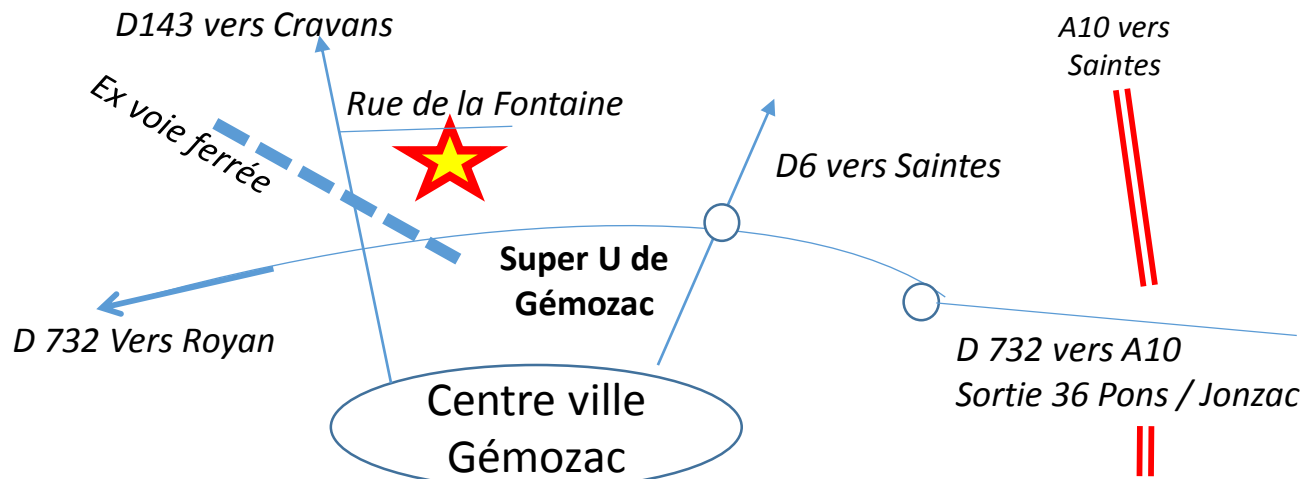 D143 vers Cravans
A10 vers
Saintes
Ex voie ferrée
Rue de la Fontaine
D6 vers Saintes
Super U de
Gémozac
D 732 Vers Royan
D 732 vers A10
Sortie 36 Pons / Jonzac
Centre ville
Gémozac